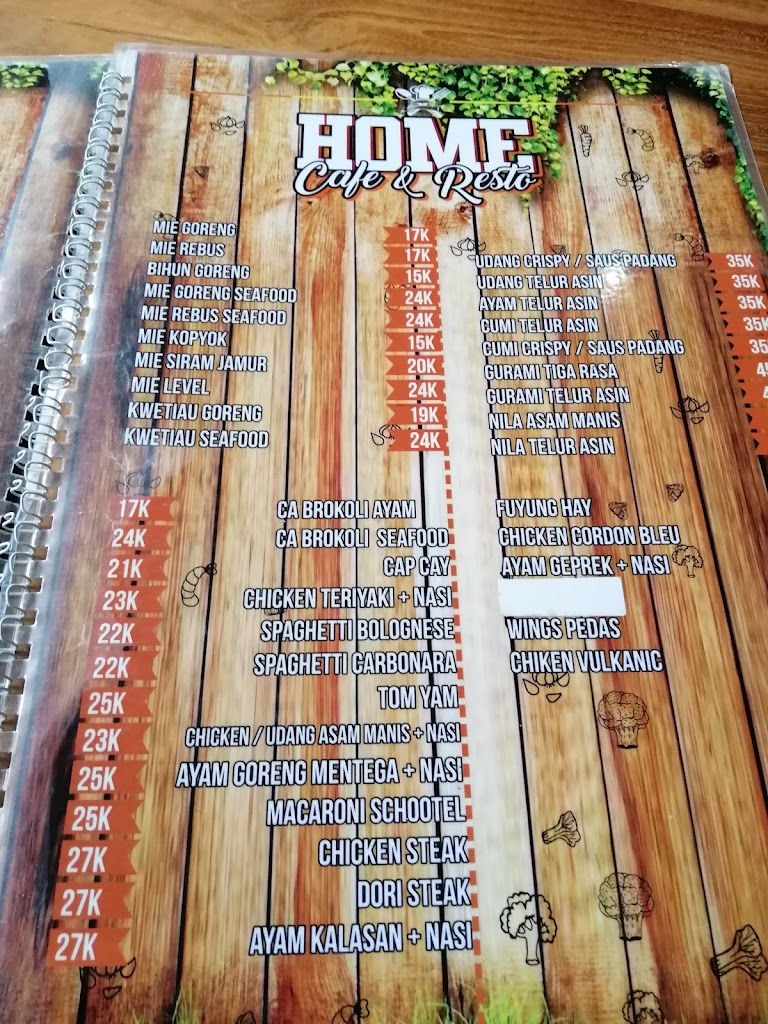 HOME
Cafe & Resto
MIE GORENG 17K
MIE REBUS 17K
BIHUN GORENG 15K
MIE GORENG SEAFOOD 24K
MIE REBUS SEAFOOD 24K
MIE KOPYOK 15K
MIE SIRAM JAMUR 20K
MIE LEVEL 24K
KWETIAU GORENG 19K
KWETIAU SEAFOOD 24K
UDANG CRISPY / SAUS PADANG 35K
UDANG TELUR ASIN 35K
AYAM TELUR ASIN 35K
CUMI TELUR ASIN 35K
CUMI CRISPY / SAUS PADANG 35
GURAMI TIGA RASA
GURAMI TELUR ASIN
NILA ASAM MANIS
NILA TELUR ASIN
17K CA BROKOLI AYAM
24K CA BROKOLI SEAFOOD
21K CAP CAY
23K CHICKEN TERIYAKI + NASI
22K SPAGHETTI BOLOGNESE
22K SPAGHETTI CARBONARA
25K TOM YAM
23K CHICKEN / UDANG ASAM MANIS + NASI
25K AYAM GORENG MENTEGA + NASI
25K MACARONI SCHOOTEL
27K CHICKEN STEAK
27K DORI STEAK
27K AYAM KALASAN + NASI
FUYUNG HAY
CHICKEN CORDON BLEU
AYAM GEPREK + NASI
WINGS PEDAS
CHIKEN VULKANIC